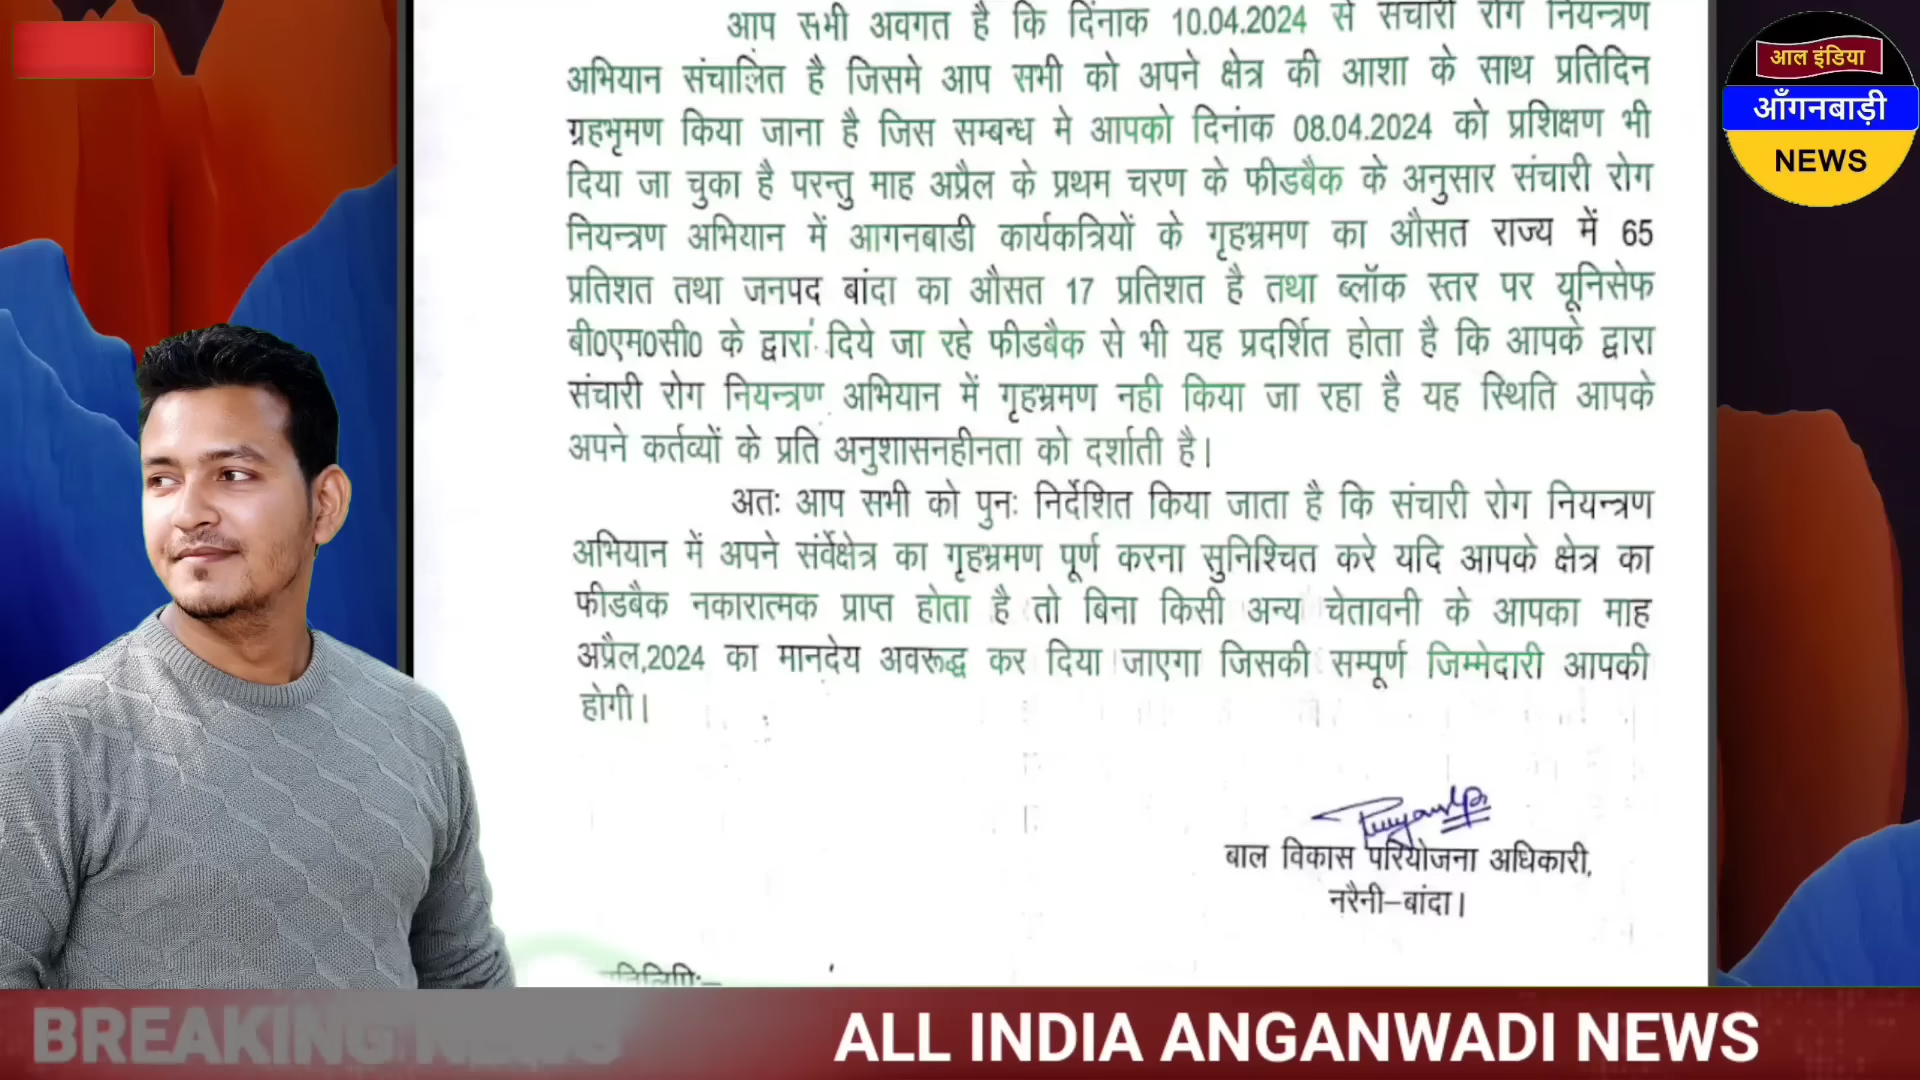 आप सभी अवगत है कि दिंनाक 10.04.2024 से संचारी रोग नियन्त्रण
अभियान संचालित है जिसमे आप सभी को अपने क्षेत्र की आशा के साथ प्रतिदिन
ग्रहभृमण किया जाना है जिस सम्बन्ध मे आपको दिनांक 08.04.2024 को प्रशिक्षण भी
दिया जा चुका है परन्तु माह अप्रैल के प्रथम चरण के फीडबैक के अनुसार संचारी रोग
नियन्त्रण अभियान में आगनबाडी कार्यकत्रियों के गृहभ्रमण का औसत राज्य में 65
प्रतिशत तथा जनपद बांदा का औसत 17 प्रतिशत है तथा ब्लॉक स्तर पर यूनिसेफ
बी0एम0सी0 के द्वारा दिये जा रहे फीडबैक से भी यह प्रदर्शित होता है कि आपके द्वारा
संचारी रोग नियन्त्रण अभियान में गृहभ्रमण नही किया जा रहा है यह स्थिति आपके
अपने कर्तव्यों के प्रति अनुशासनहीनता को दर्शाती है।
अतः आप सभी को पुनः निर्देशित किया जाता है कि संचारी रोग नियन्त्रण
अभियान में अपने संर्वेक्षेत्र का गृहभ्रमण पूर्ण करना सुनिश्चित करे यदि आपके क्षेत्र का
फीडबैक नकारात्मक प्राप्त होता है तो बिना किसी अन्य चेतावनी के आपका माह
अप्रैल,2024 का मानदेय अवरूद्ध कर दिया जाएगा जिसकी सम्पूर्ण जिम्मेदारी आपकी
होगी।
बाल विकास परियोजना अधिकारी,
नरैनी–बांदा।
आल इंडिया
आँगनबाड़ी
NEWS
BREAKING NEWS
ALL INDIA ANGANWADI NEWS